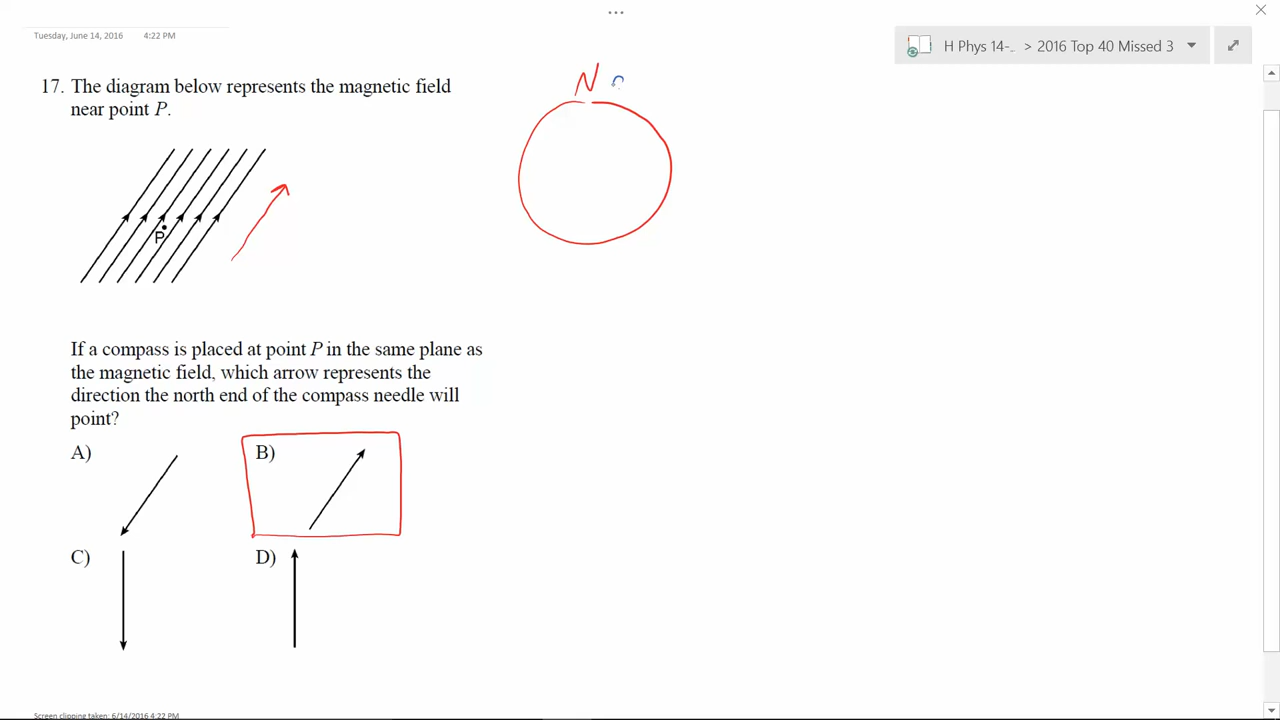 Tuesday, June 14, 2016 4:22 PM
H Phys 14-.. > 2016 Top 40 Missed 3
17. The diagram below represents the magnetic field
near point P.
N
P
If a compass is placed at point P in the same plane as
the magnetic field, which arrow represents the
direction the north end of the compass needle will
point?
A) B)
C) D)
Screen clipping taken: 6/14/2016 4:22 PM